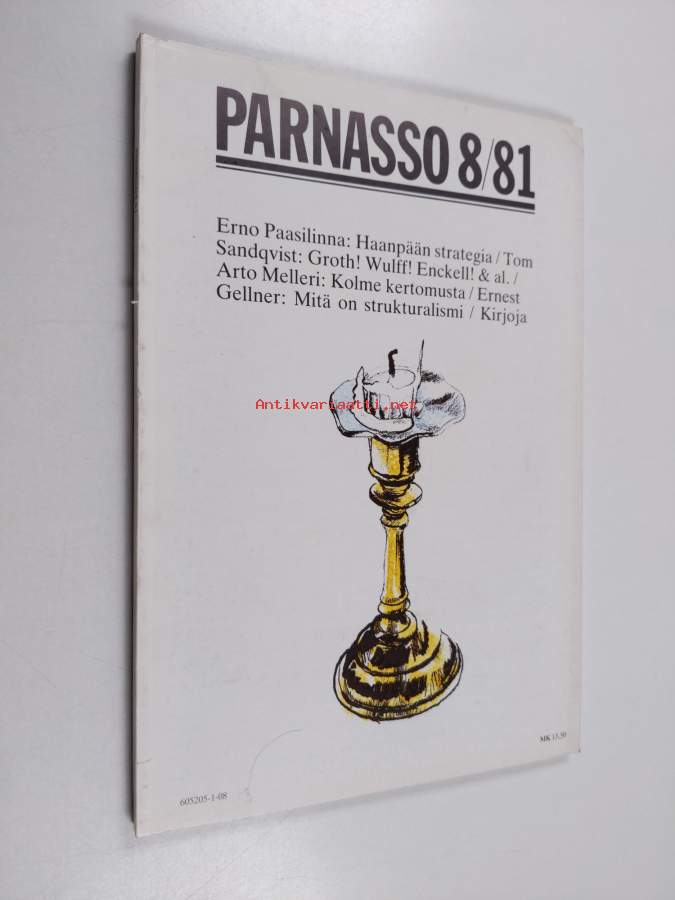 PARNASSO 8/81
Erno Paasilinna: Haanpään strategia / Tom
Sandqvist: Groth! Wulff! Enckell! & al. /
Arto Melleri: Kolme kertomusta / Ernest
Gellner: Mitä on strukturalismi / Kirjoja
Antikvariaatti.net
MK 13,50
605205-1-08